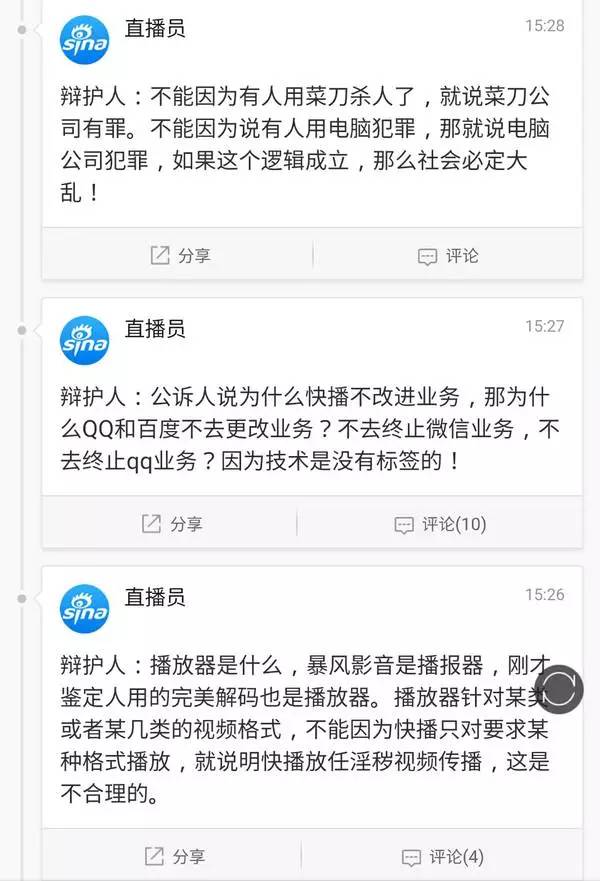 直播员
15:28
辩护人：不能因为有人用菜刀杀人了，就说菜刀公
司有罪。不能因为说有人用电脑犯罪，那就说电脑
公司犯罪，如果这个逻辑成立，那么社会必定大
乱！
分享
评论
sina
直播员
15:27
辩护人：公诉人说为什么快播不改进业务，那为什
么QQ和百度不去更改业务？不去终止微信业务，不
去终止qq业务？因为技术是没有标签的！
分享
评论(10)
sina
直播员
15:26
辩护人：播放器是什么，暴风影音是播报器，刚才
鉴定人用的完美解码也是播放器。播放器针对某类
或者某几类的视频格式，不能因为快播只对要求某
种格式播放，就说明快播放任淫秽视频传播，这是
不合理的。
分享
评论(4)
sina